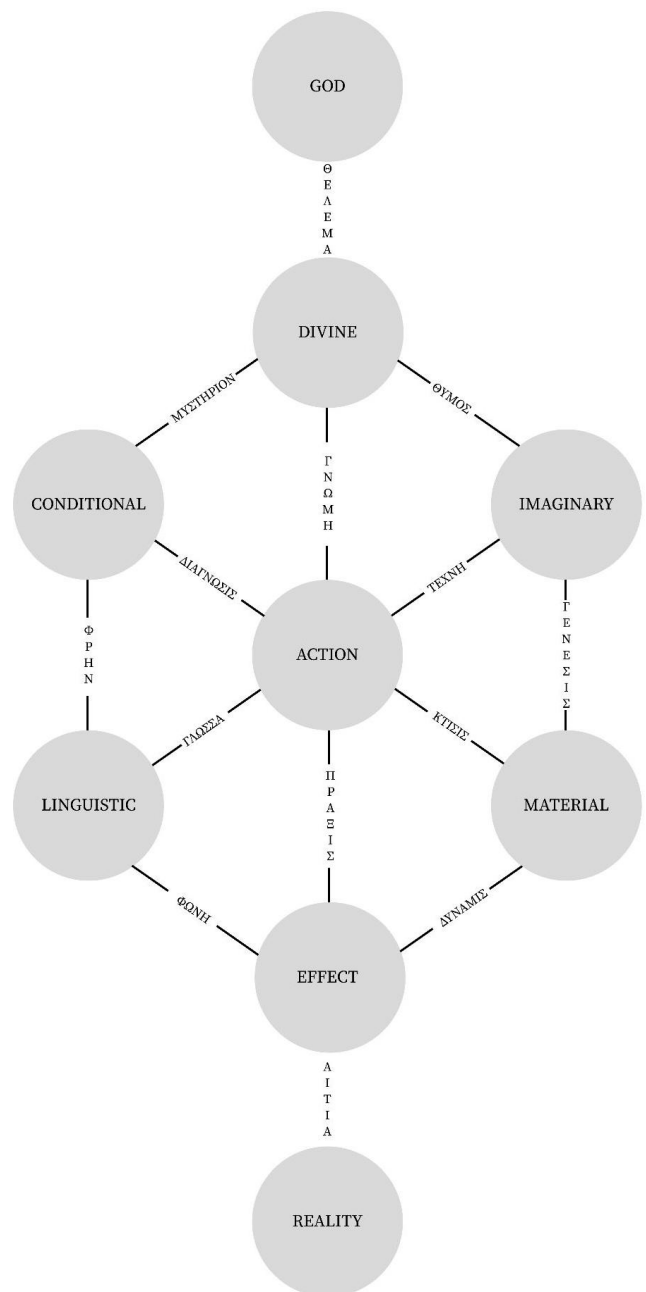 GOD
ΘΕΛΕΜΑ
DIVINE
ΜΥΣΤΗΡΙΟΝ
ΘΥΜΟΣ
ΓΝΩΜΗ
CONDITIONAL
IMAGINARY
ΔΙΑΓΝΩΣΙΣ
ΤΕΧΝΗ
ΦΡΗΝ
ΓΕΝΕΣΙΣ
ACTION
ΓΛΩΣΣΑ
ΚΤΙΣΙΣ
LINGUISTIC
ΠΡΑΞΙΣ
MATERIAL
ΦΩΝΗ
ΔΥΝΑΜΙΣ
EFFECT
ΑΙΤΙΑ
REALITY